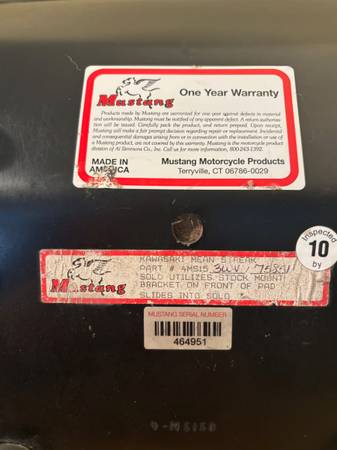 Mustang
One Year Warranty
Products made by Mustang are warranted for one year against defects in material
and workmanship. Mustang must be notified of any apparent defect. A return authoriza-
tion will be issued. Carefully pack the product, and return prepaid. Upon receipt,
Mustang will make a fair prompt decision regarding repair or replacement. Incidental
and consequential damages arising from or in connection with the installation or use of
a Mustang product, are not covered by this warranty. Mustang is the motorcycle product
division of Al Simmons Co., Inc. Call us for more information, 800-243-1392.
MADE IN
AMERICA
Mustang Motorcycle Products
Terryville, CT 06786-0029
Inspected
10
by
Mustang
KAWASAKI MEAN STREAK
PART # 4MS15
SOLO UTILIZES STOCK MOUNT
BRACKET ON FRONT OF PAD
SLIDES INTO SOLO
MUSTANG SERIAL NUMBER
464951